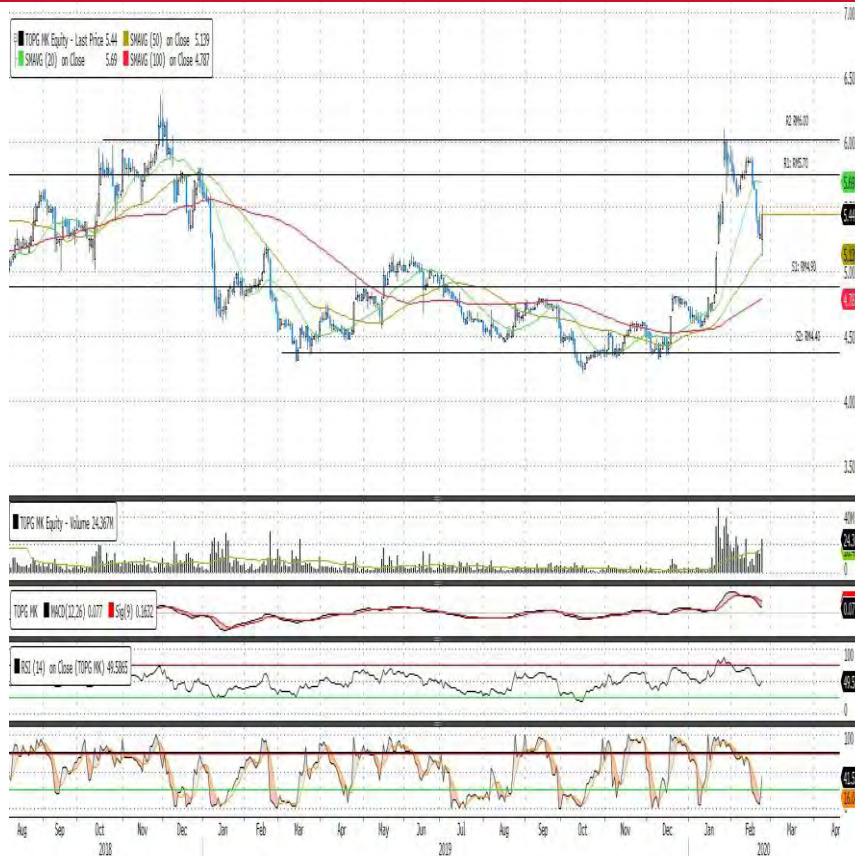 TOPG MK Equity - Last Price 5.44 SMAVG (50) on Close 5.139
SMAVG (20) on Close 5.69 SMAVG (100) on Close 4.787
7.00
6.50
R2 RM6.00
6.00
R1: RM5.70
5.69
5.44
5.13
5.00
S1: RM4.90
4.78
4.50
S2: RM4.40
4.00
3.50
TOPG MK Equity - Volume 24.367M
40M
24.3
0
TOPG MK MACD(12,26) 0.077 Sig(9) 0.1632
0.07
RSI (14) on Close (TOPG MK) 49.5865
100
49.5
0
100
41.5
16.0
Aug Sep Oct Nov Dec Jan Feb Mar Apr May Jun Jul Aug Sep Oct Nov Dec Jan Feb Mar Apr
2018 2019 2020